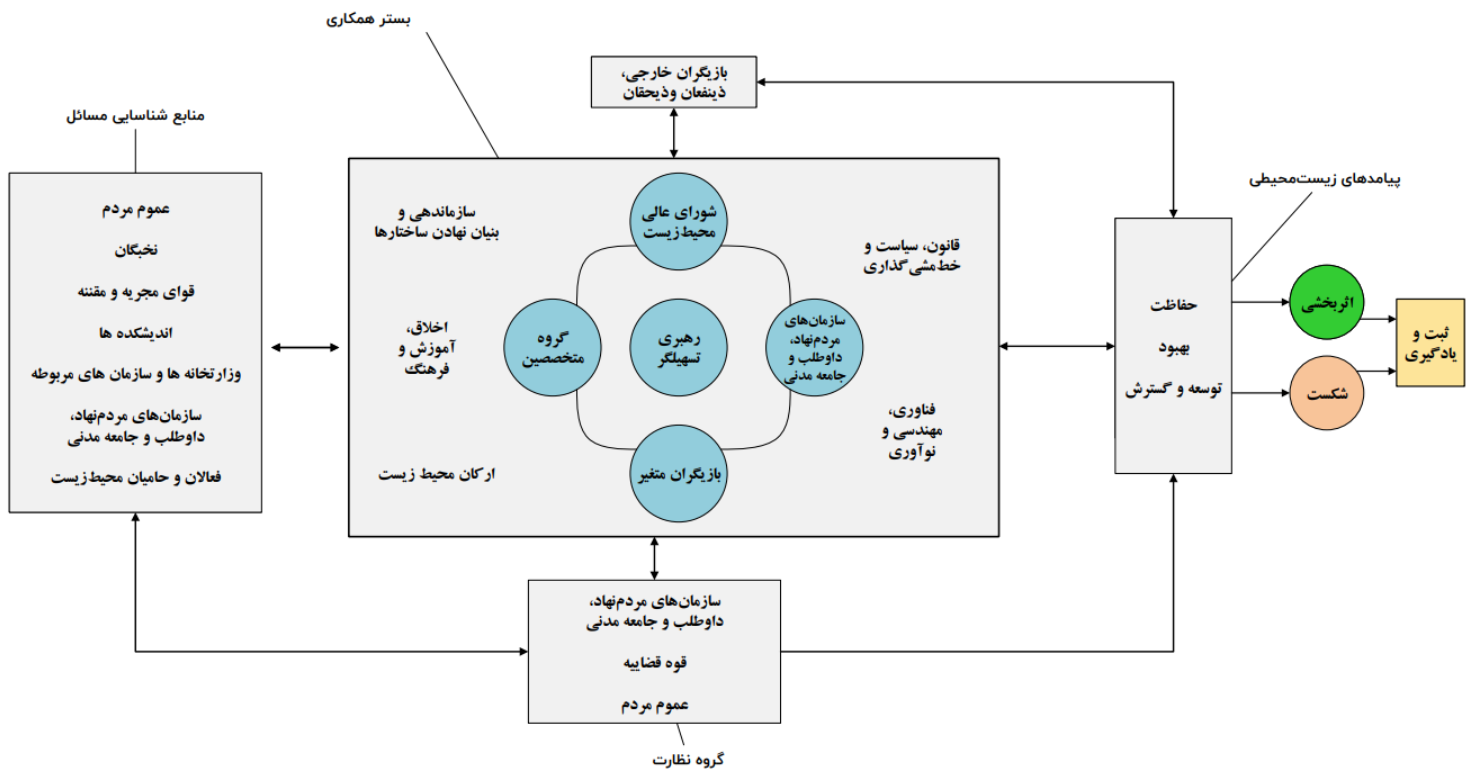 بستر همکاری
بازیگران خارجی،
ذینفعان وذیحقان
منابع شناسایی مسائل
پیامدهای زیست‌محیطی
عموم مردم
نخبگان
قوای مجریه و مقننه
اندیشکده ها
وزارتخانه ها و سازمان های مربوطه
سازمان‌های مردم‌نهاد،
داوطلب و جامعه مدنی
فعالان و حامیان محیط‌زیست
شورای عالی
محیط‌زیست
سازماندهی و
بنیان نهادن ساختارها
قانون، سیاست و
خط‌مشی‌گذاری
سازمان‌های
مردم‌نهاد،
داوطلب و
جامعه مدنی
رهبری
تسهیلگر
گروه
متخصصین
اخلاق،
آموزش و
فرهنگ
فناوری،
مهندسی و
نوآوری
بازیگران متغیر
ارکان محیط زیست
حفاظت
بهبود
توسعه و گسترش
اثربخشی
شکست
ثبت و
یادگیری
سازمان‌های مردم‌نهاد،
داوطلب و جامعه مدنی
قوه قضاییه
عموم مردم
گروه نظارت